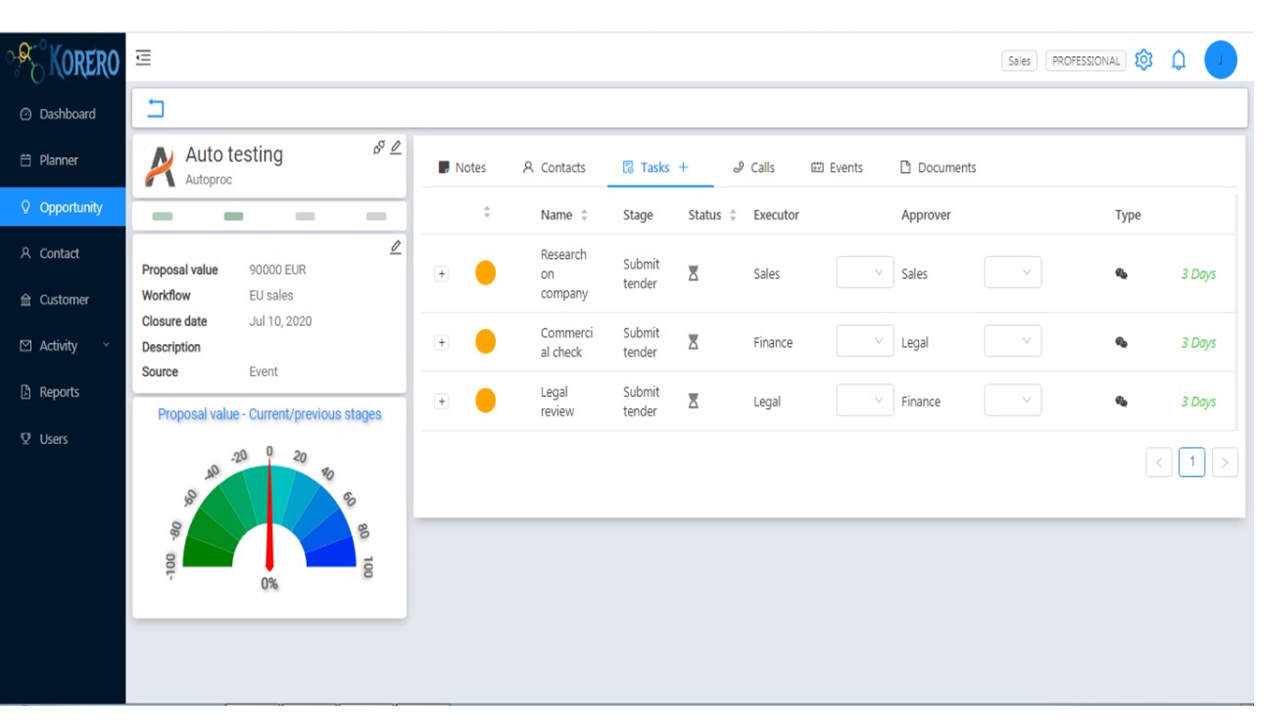 KORERO
Sales PROFESSIONAL J
Dashboard
Planner
Opportunity
Contact
Customer
Activity
Reports
Users
Auto testing
Autoproc
Proposal value 90000 EUR
Workflow EU sales
Closure date Jul 10, 2020
Description
Source Event
Proposal value - Current/previous stages
-100 -80 -60 -40 -20 0 20 40 60 80 100
0%
Notes Contacts Tasks + Calls Events Documents
Name Stage Status Executor Approver Type
Research
on
company
Submit
tender
Sales Sales 3 Days
Commerci
al check
Submit
tender
Finance Legal 3 Days
Legal
review
Submit
tender
Legal Finance 3 Days
< 1 >